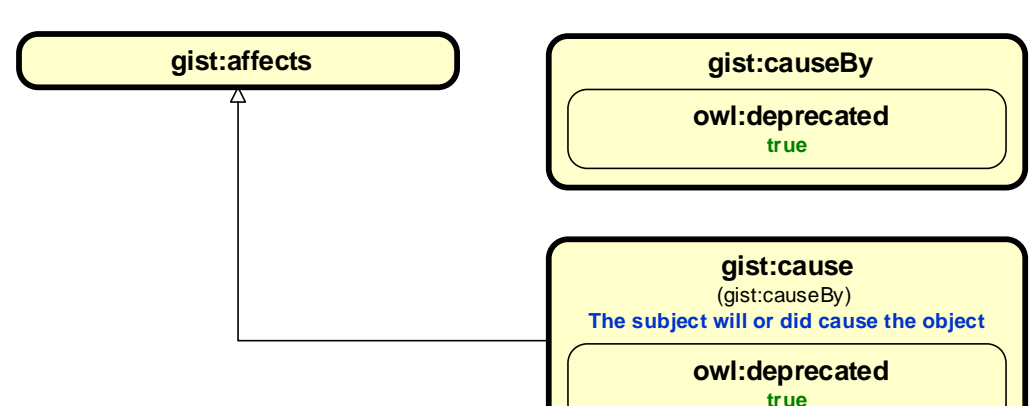 gist:affects
gist:causeBy
owl:deprecated
true
gist:cause
(gist:causeBy)
The subject will or did cause the object
owl:deprecated
true